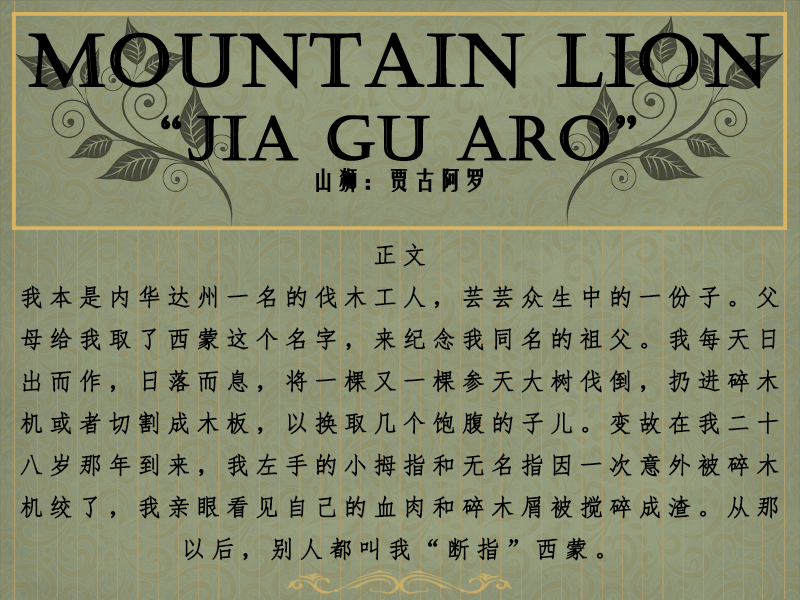 MOUNTAIN LION
“JIA GU ARO”
山狮：贾古阿罗
正文
我本是内华达州一名的伐木工人，芸芸众生中的一份子。父
母给我取了西蒙这个名字，来纪念我同名的祖父。我每天日
出而作，日落而息，将一棵又一棵参天大树伐倒，扔进碎木
机或者切割成木板，以换取几个饱腹的子儿。变故在我二十
八岁那年到来，我左手的小拇指和无名指因一次意外被碎木
机绞了，我亲眼看见自己的血肉和碎木屑被搅碎成渣。从那
以后，别人都叫我“断指”西蒙。